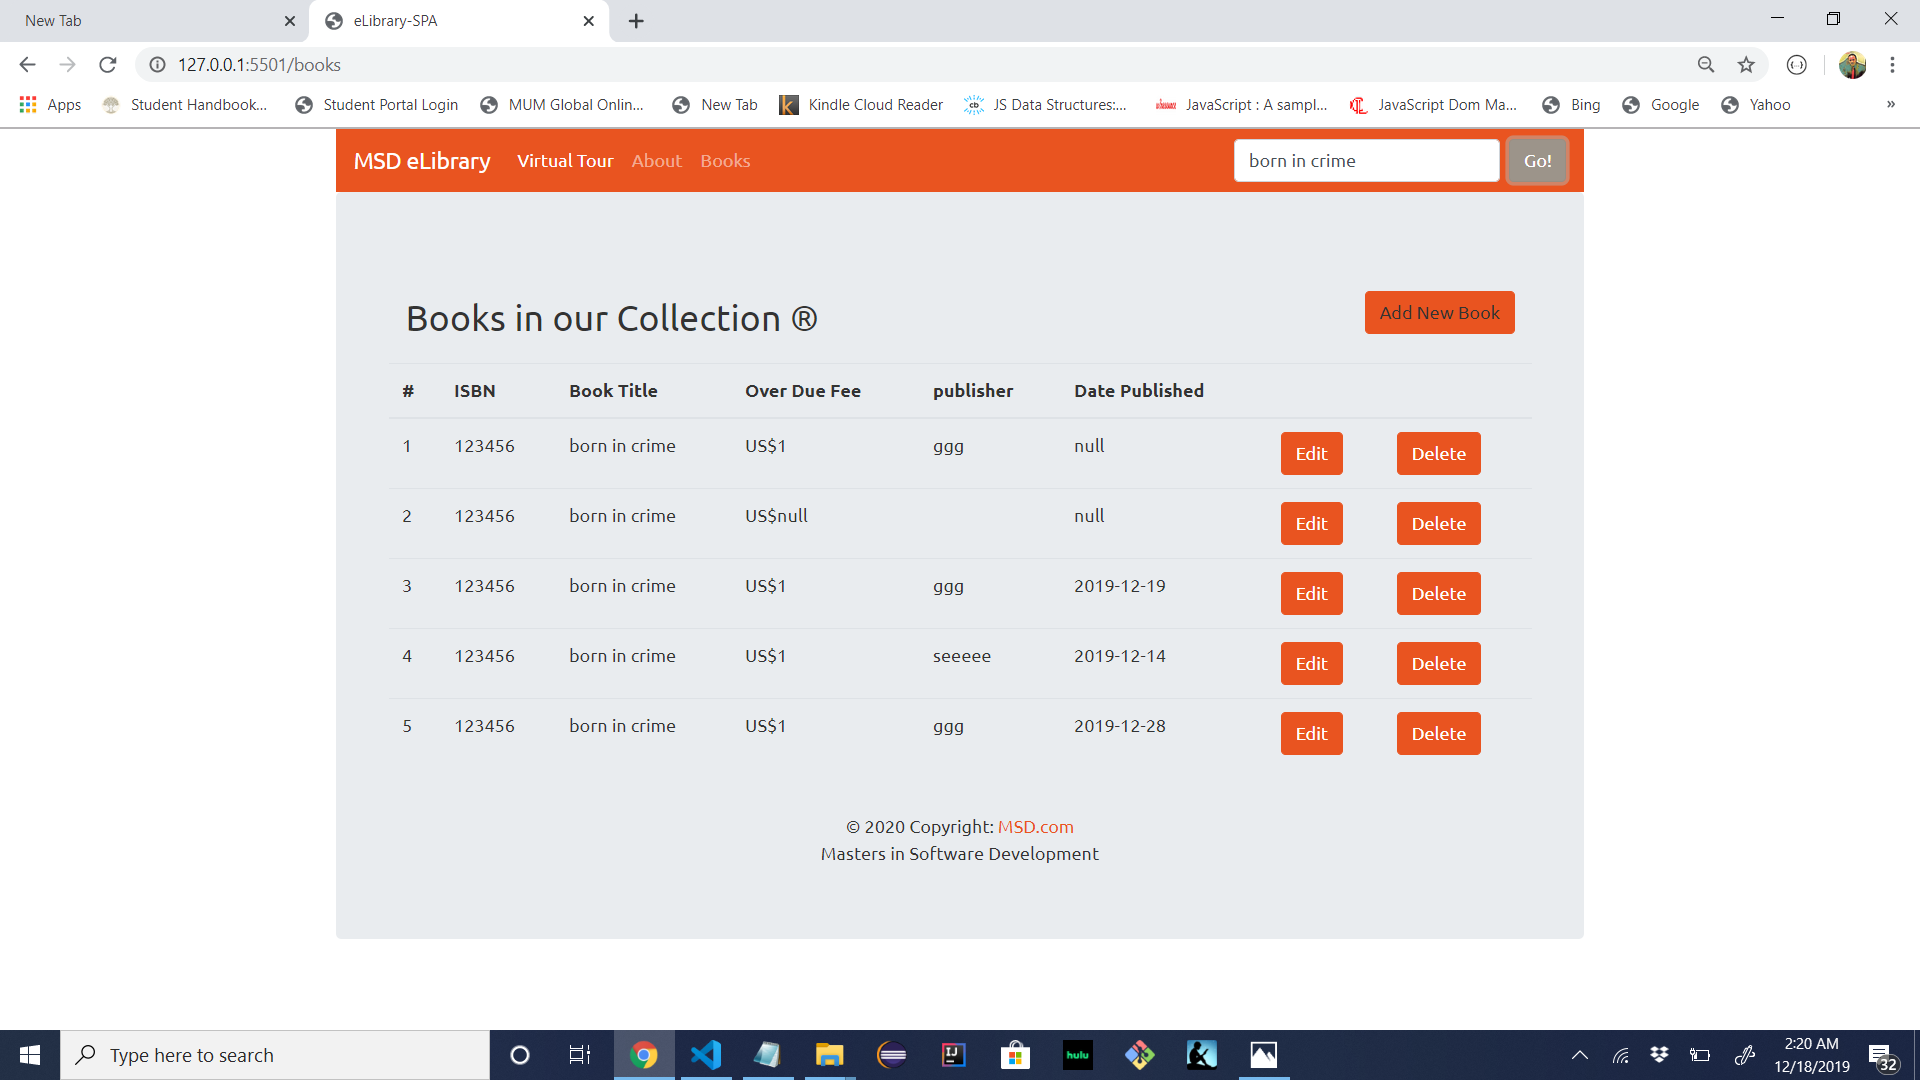 New Tab
eLibrary-SPA
127.0.0.1:5501/books
Apps Student Handbook... Student Portal Login MUM Global Onlin... New Tab Kindle Cloud Reader JS Data Structures:... JavaScript : A sampl... JavaScript Dom Ma... Bing Google Yahoo »
MSD eLibrary Virtual Tour About Books born in crime Go!
Books in our Collection ® Add New Book
# ISBN Book Title Over Due Fee publisher Date Published
1 123456 born in crime US$1 ggg null Edit Delete
2 123456 born in crime US$null null Edit Delete
3 123456 born in crime US$1 ggg 2019-12-19 Edit Delete
4 123456 born in crime US$1 seeeee 2019-12-14 Edit Delete
5 123456 born in crime US$1 ggg 2019-12-28 Edit Delete
© 2020 Copyright: MSD.com
Masters in Software Development
Type here to search
hulu
2:20 AM
12/18/2019
32